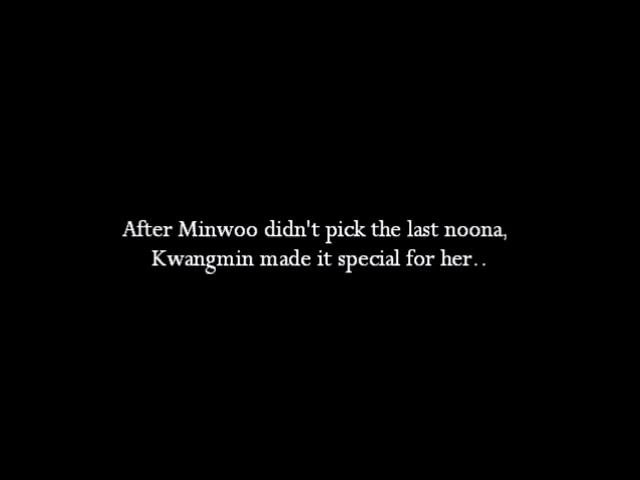 After Minwoo didn't pick the last noona,
Kwangmin made it special for her..